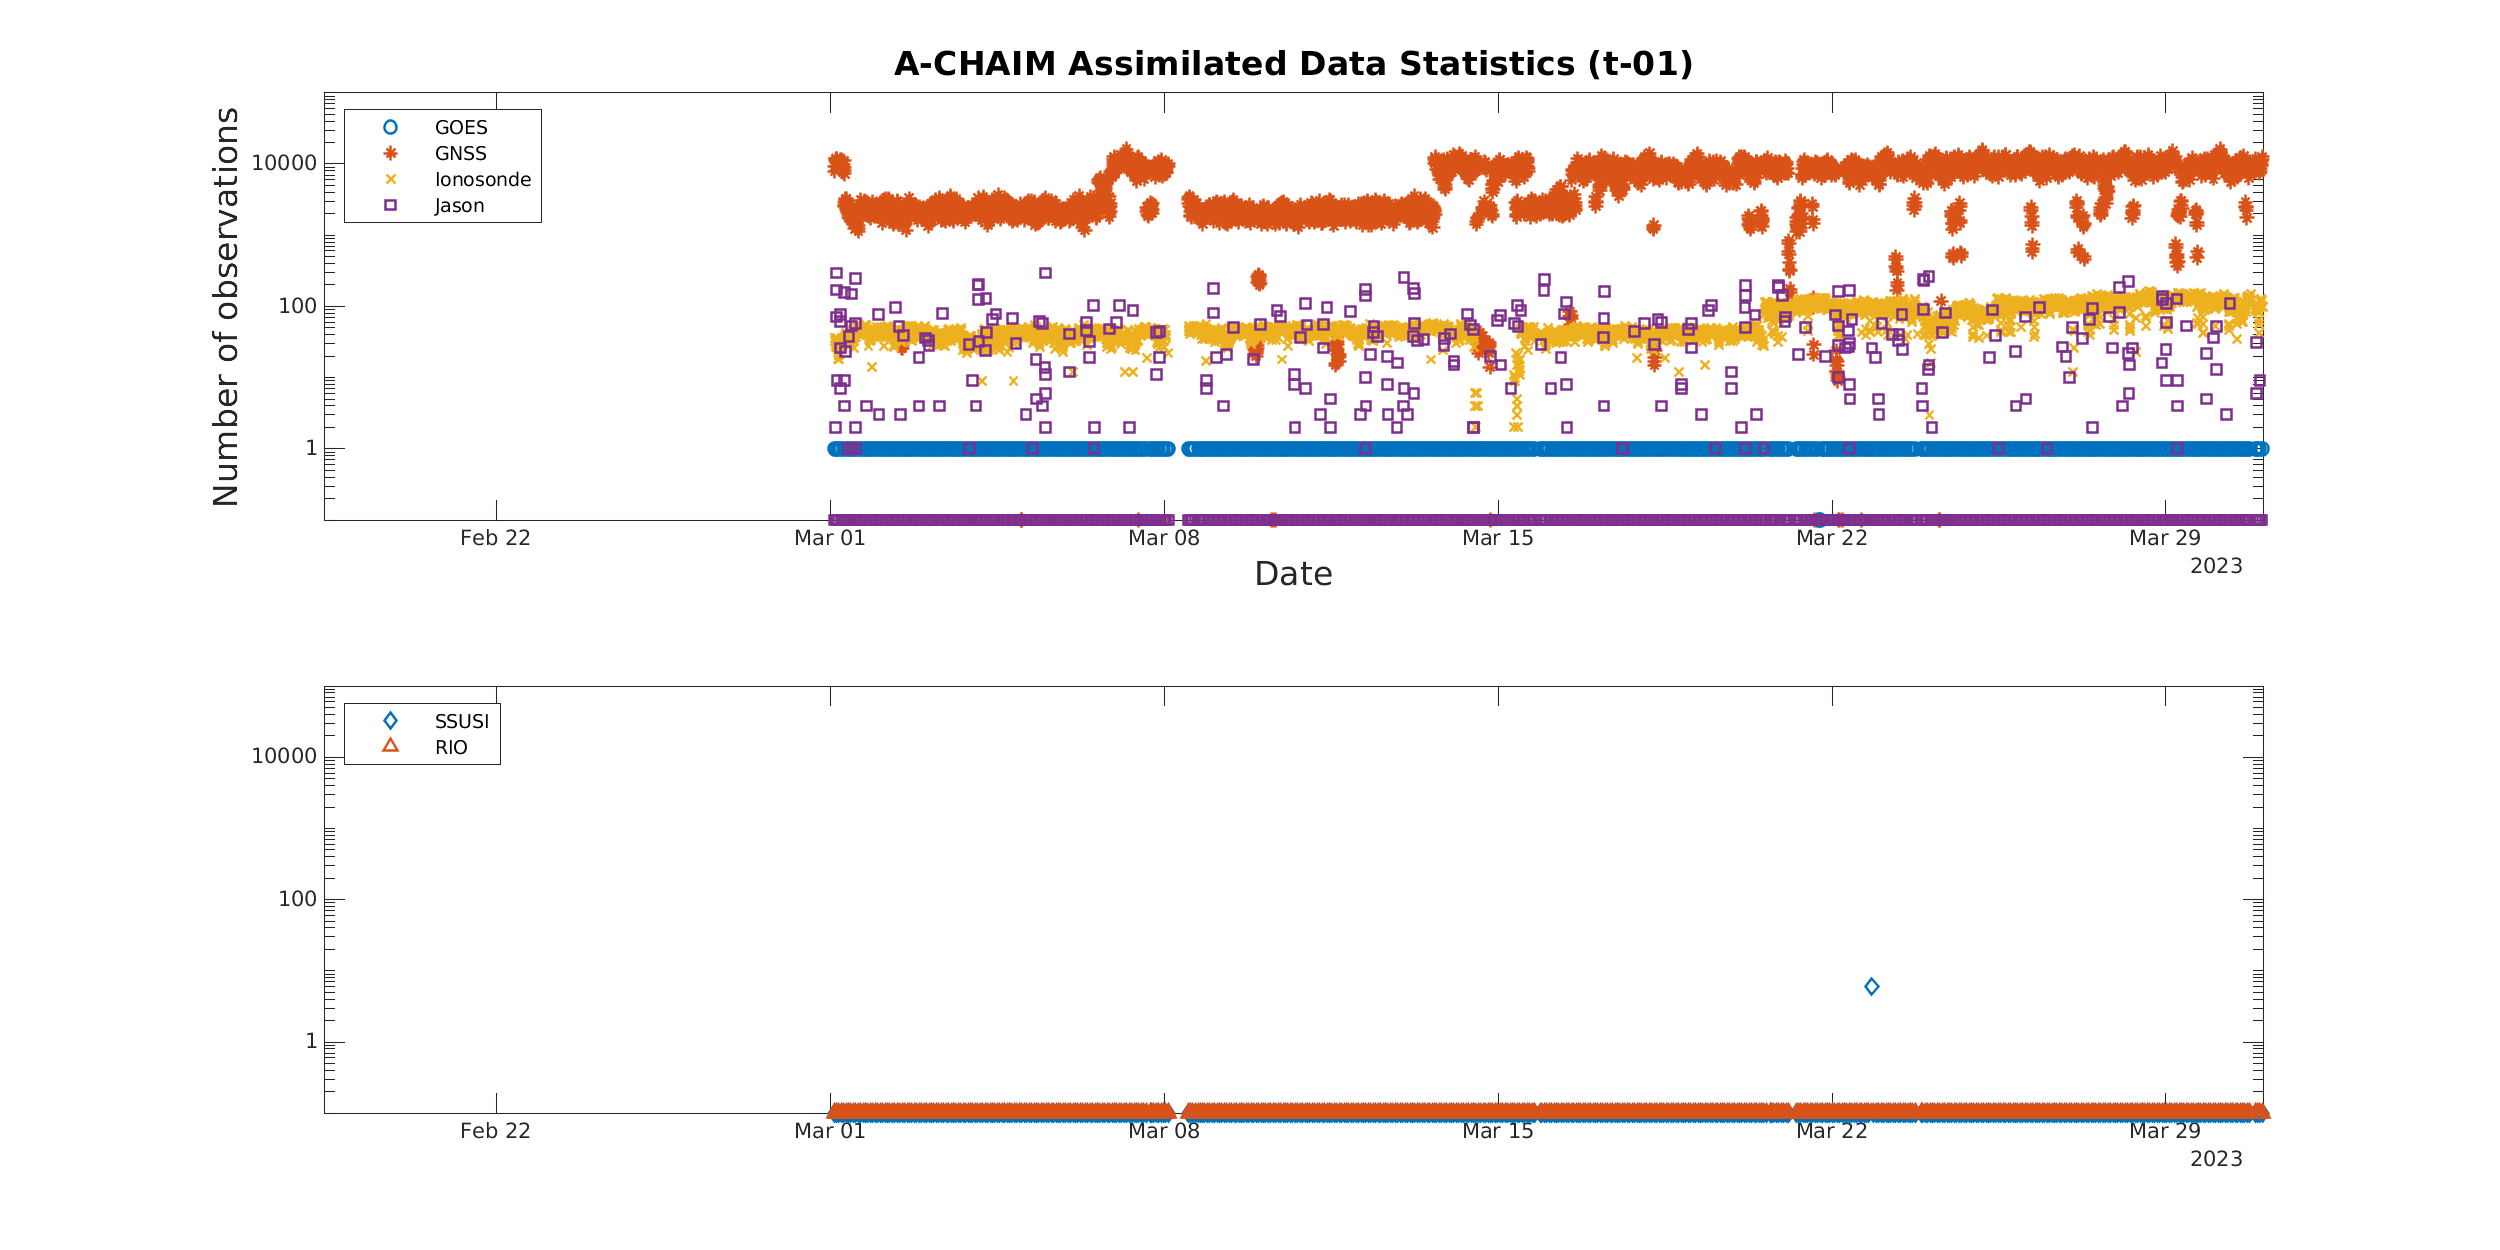 A-CHAIM Assimilated Data Statistics (t-01)
Number of observations
10000
100
1
GOES
GNSS
Ionosonde
Jason
Feb 22
Mar 01
Mar 08
Mar 15
Mar 22
Mar 29
2023
Date
10000
100
1
SSUSI
RIO
Feb 22
Mar 01
Mar 08
Mar 15
Mar 22
Mar 29
2023